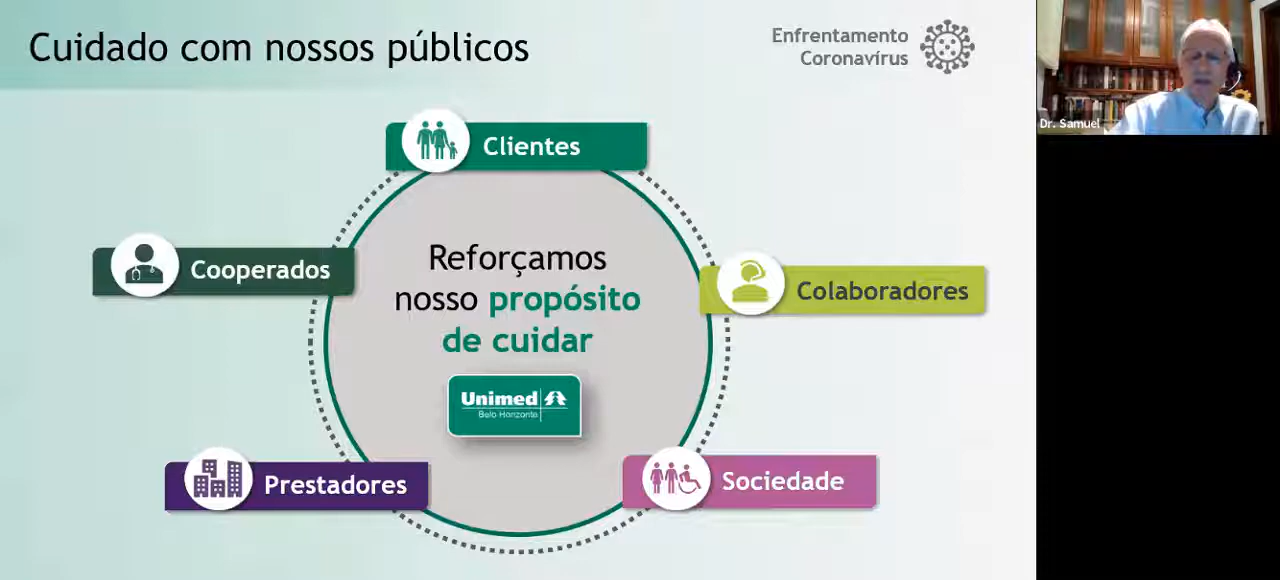 Cuidado com nossos públicos
Enfrentamento
Coronavírus
Dr. Samuel
Clientes
Cooperados
Colaboradores
Reforçamos
nosso propósito
de cuidar
Unimed
Belo Horizonte
Prestadores
Sociedade